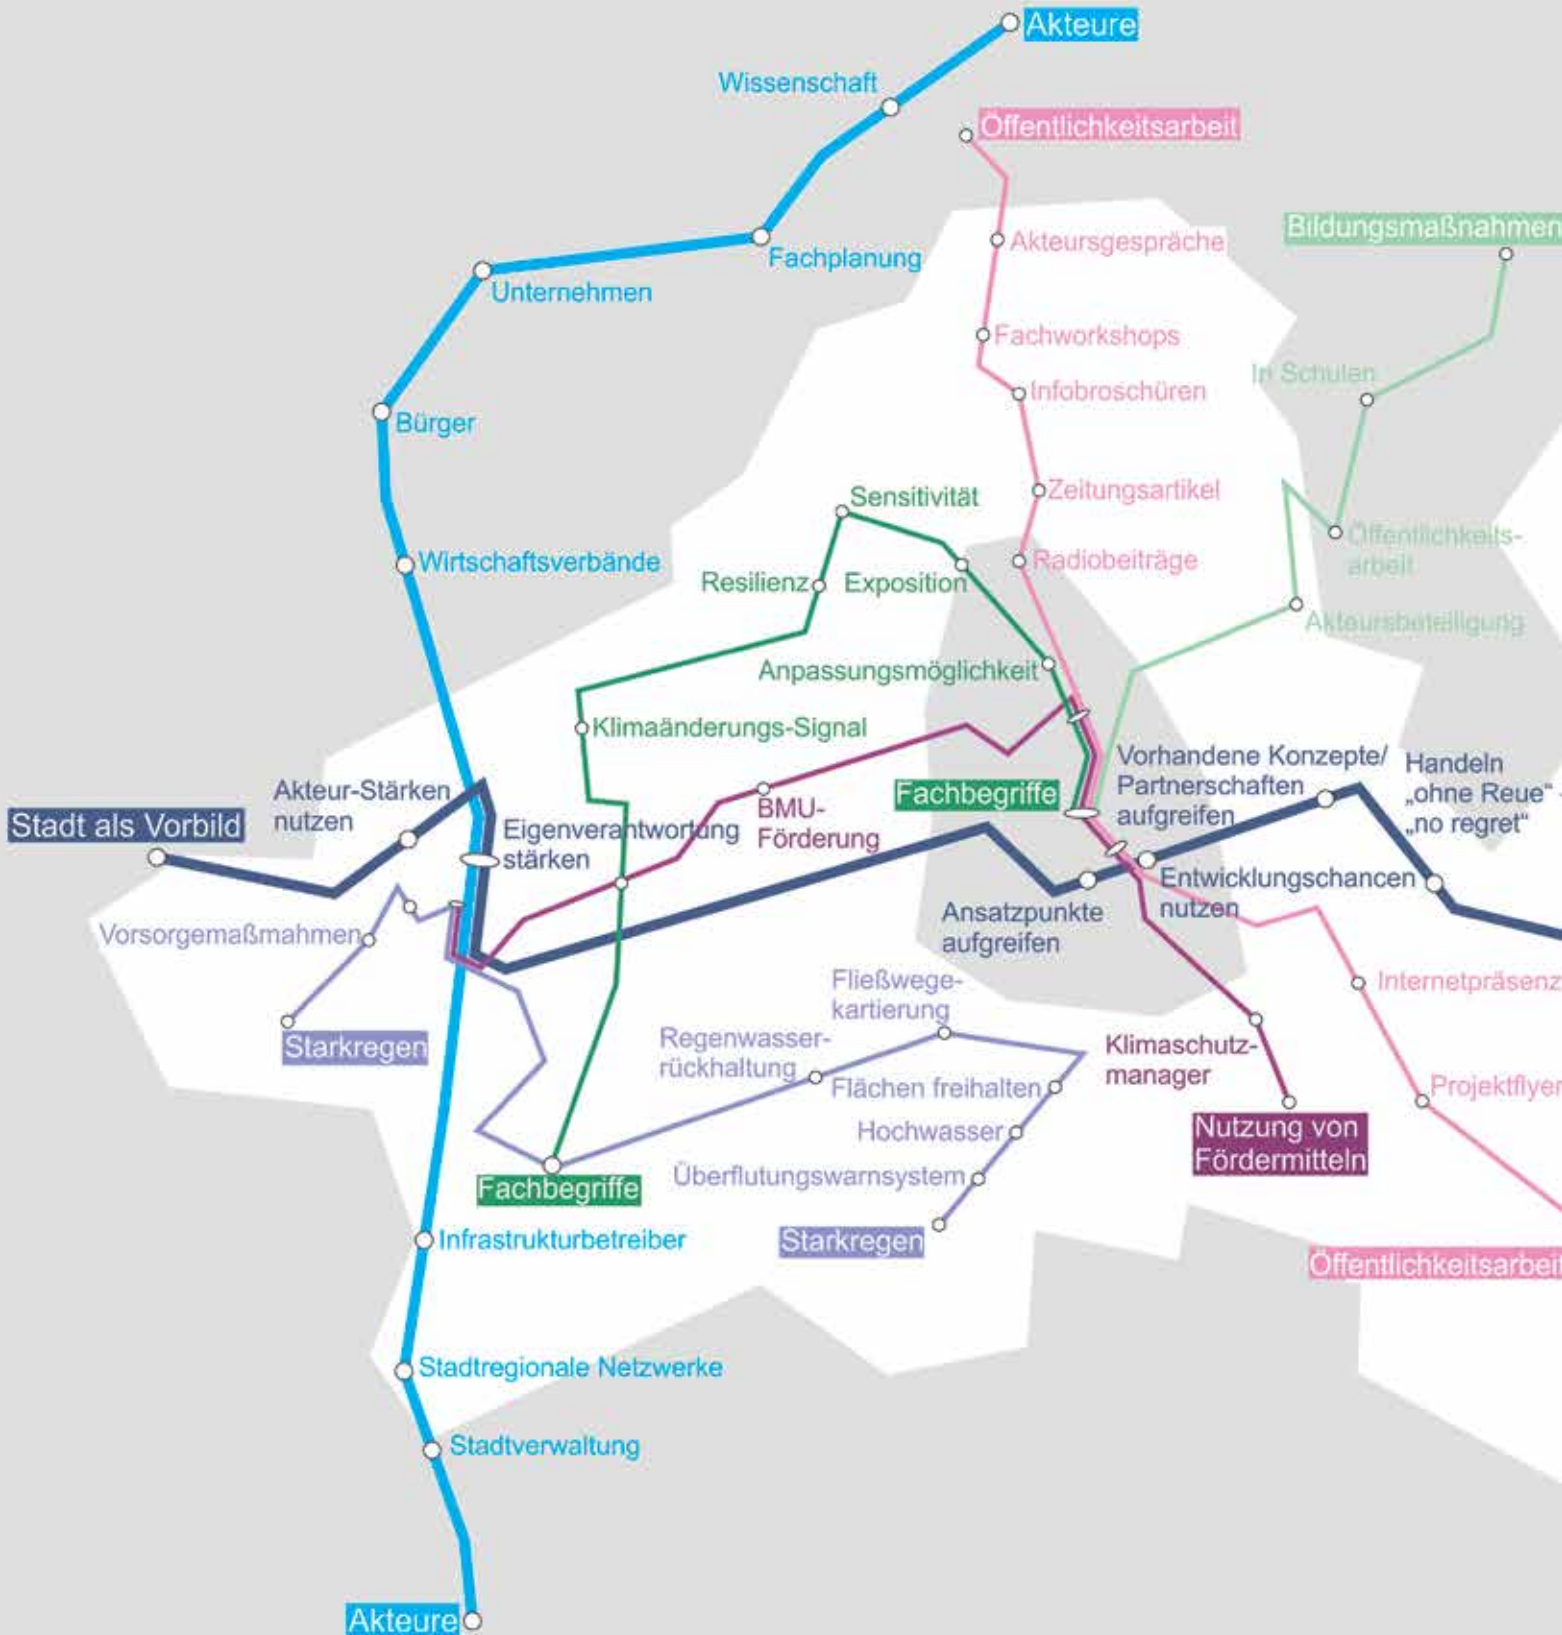 Akteure
Wissenschaft
Öffentlichkeitsarbeit
Bildungsmaßnahmen
Akteursgespräche
Fachplanung
Unternehmen
Fachworkshops
In Schulen
Infobroschüren
Bürger
Zeitungsartikel
Sensitivität
Öffentlichkeits-
arbeit
Wirtschaftsverbände
Radiobeiträge
Resilienz
Exposition
Akteursbeteiligung
Anpassungsmöglichkeit
Klimaänderungs-Signal
Vorhandene Konzepte/
Partnerschaften
aufgreifen
Handeln
„ohne Reue“ -
„no regret“
Akteur-Stärken
nutzen
Fachbegriffe
BMU-
Förderung
Stadt als Vorbild
Eigenverantwortung
stärken
Entwicklungschancen
nutzen
Ansatzpunkte
aufgreifen
Vorsorgemaßmahmen
Fließwege-
kartierung
Internetpräsenz
Starkregen
Regenwasser-
rückhaltung
Klimaschutz-
manager
Flächen freihalten
Projektflyer
Hochwasser
Nutzung von
Fördermitteln
Überflutungswarnsystem
Fachbegriffe
Starkregen
Infrastrukturbetreiber
Öffentlichkeitsarbeit
Stadtregionale Netzwerke
Stadtverwaltung
Akteure